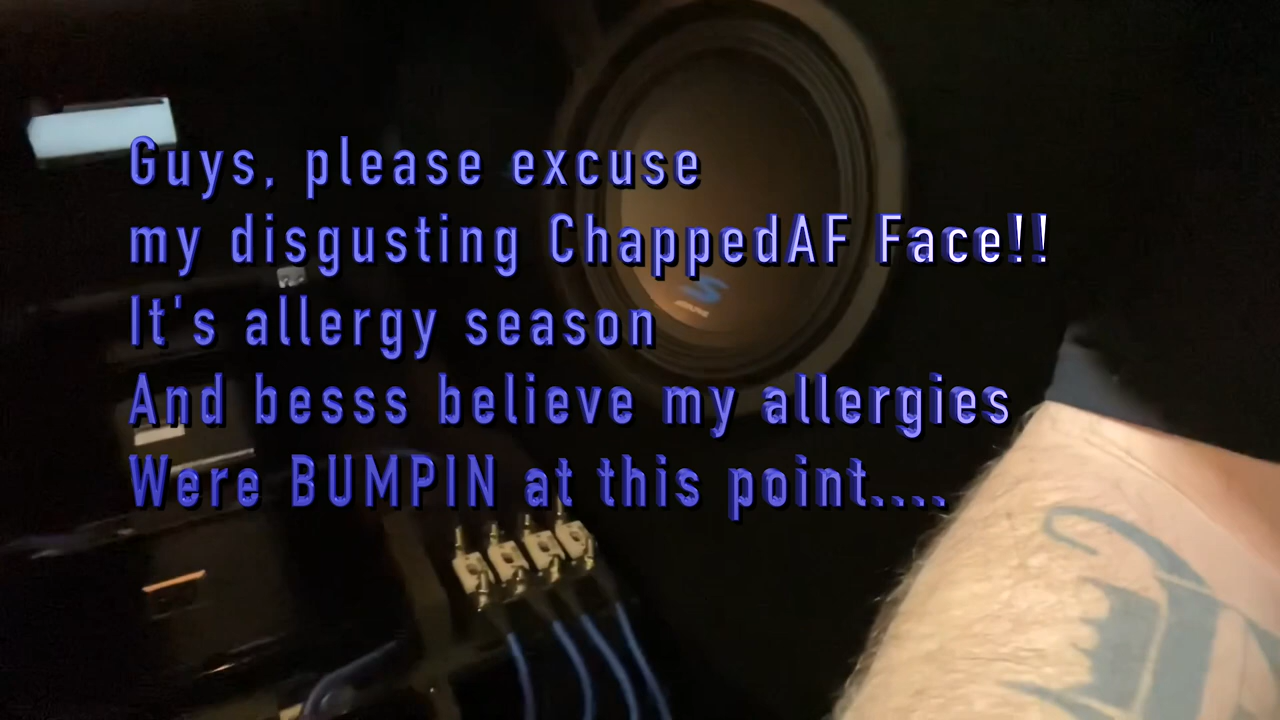 Guys, please excuse
my disgusting ChappedAF Face!!
It's allergy season
And besss believe my allergies
Were BUMPIN at this point....